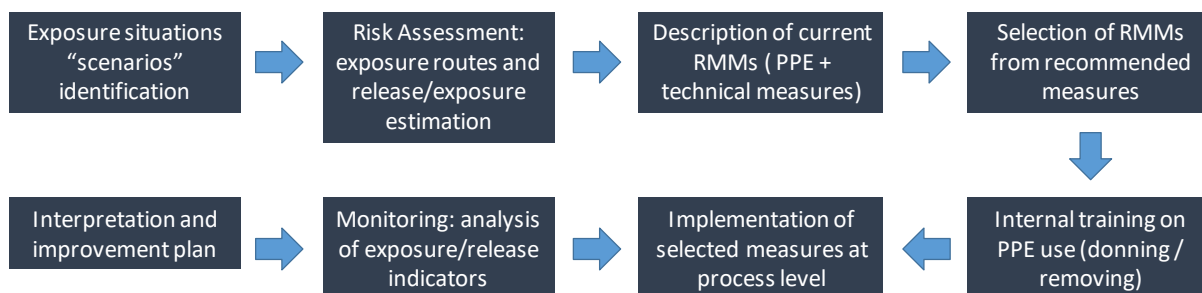 Exposure situations
“scenarios”
identification
Risk Assessment:
exposure routes and
release/exposure
estimation
Description of current
RMMs ( PPE +
technical measures)
Selection of RMMs
from recommended
measures
Interpretation and
improvement plan
Monitoring: analysis
of exposure/release
indicators
Implementation of
selected measures at
process level
Internal training on
PPE use (donning /
removing)